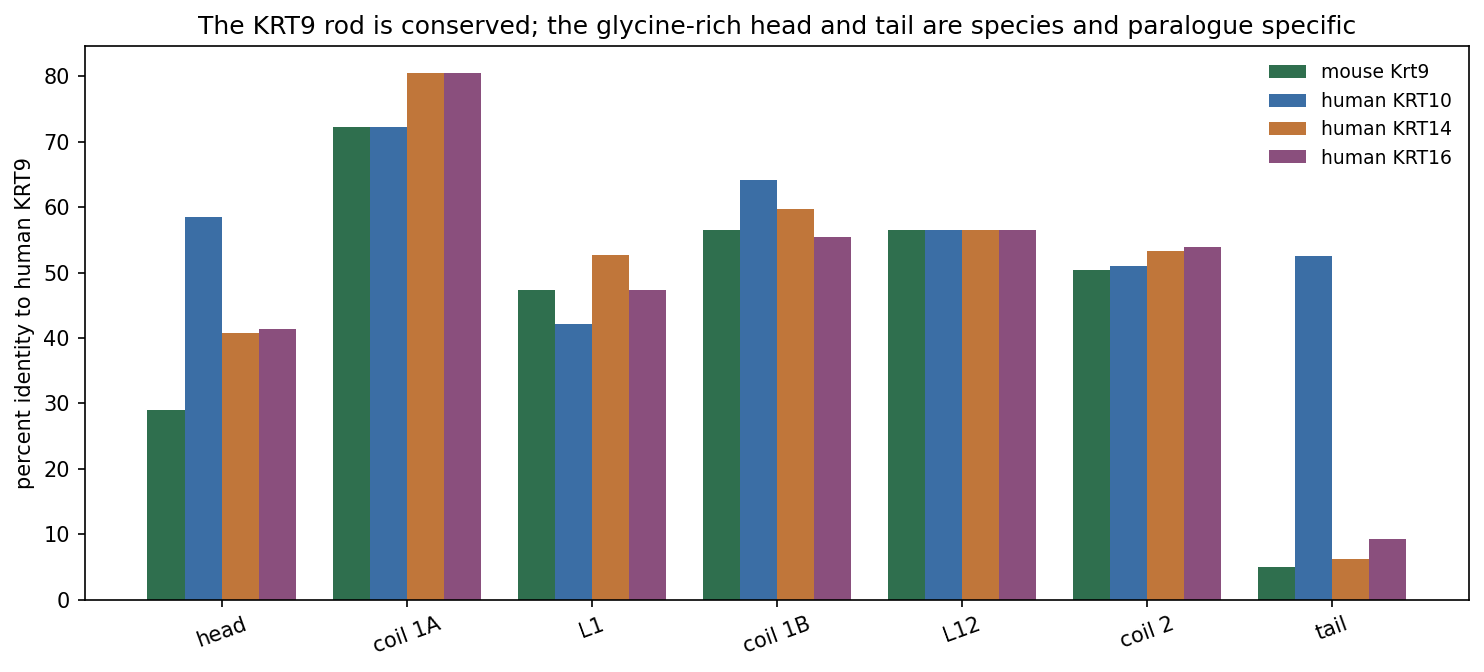 The KRT9 rod is conserved; the glycine-rich head and tail are species and paralogue specific
percent identity to human KRT9
80
70
60
50
40
30
20
10
0
mouse Krt9
human KRT10
human KRT14
human KRT16
head
coil 1A
L1
coil 1B
L12
coil 2
tail